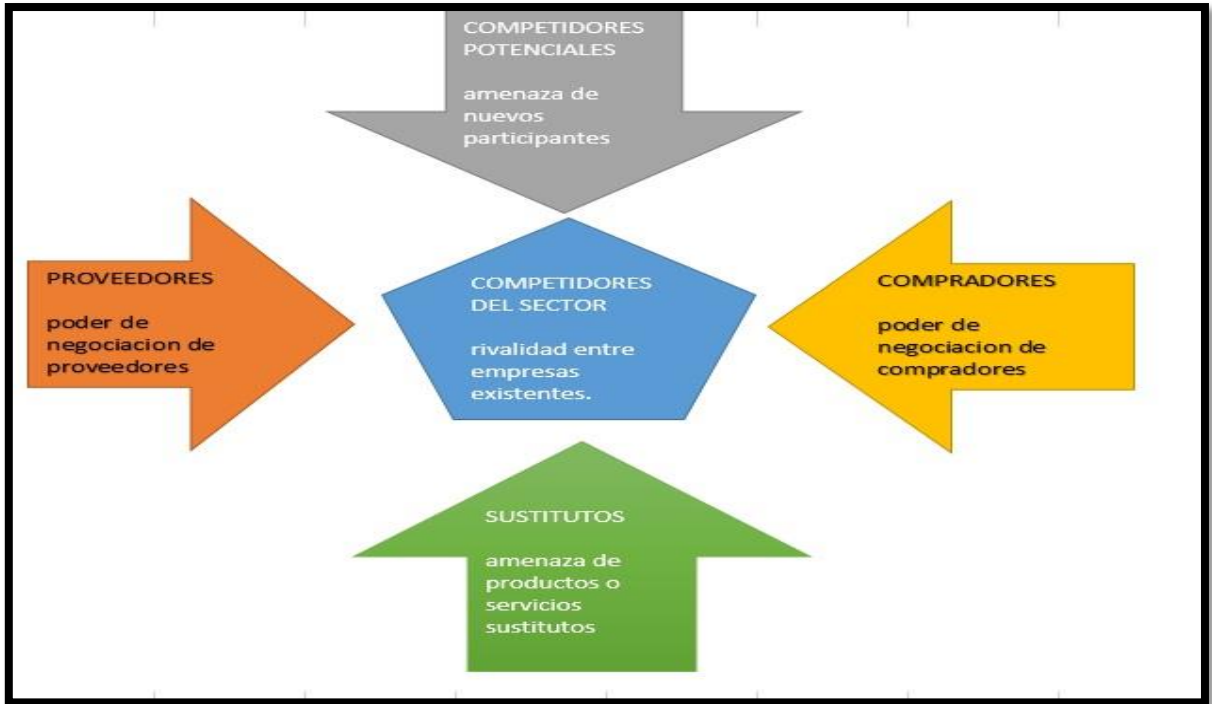 COMPETIDORES
POTENCIALES
amenaza de
nuevos
participantes
PROVEEDORES
poder de
negociacion de
proveedores
COMPETIDORES
DEL SECTOR
rivalidad entre
empresas
existentes.
COMPRADORES
poder de
negociacion de
compradores
SUSTITUTOS
amenaza de
productos o
servicios
sustitutos